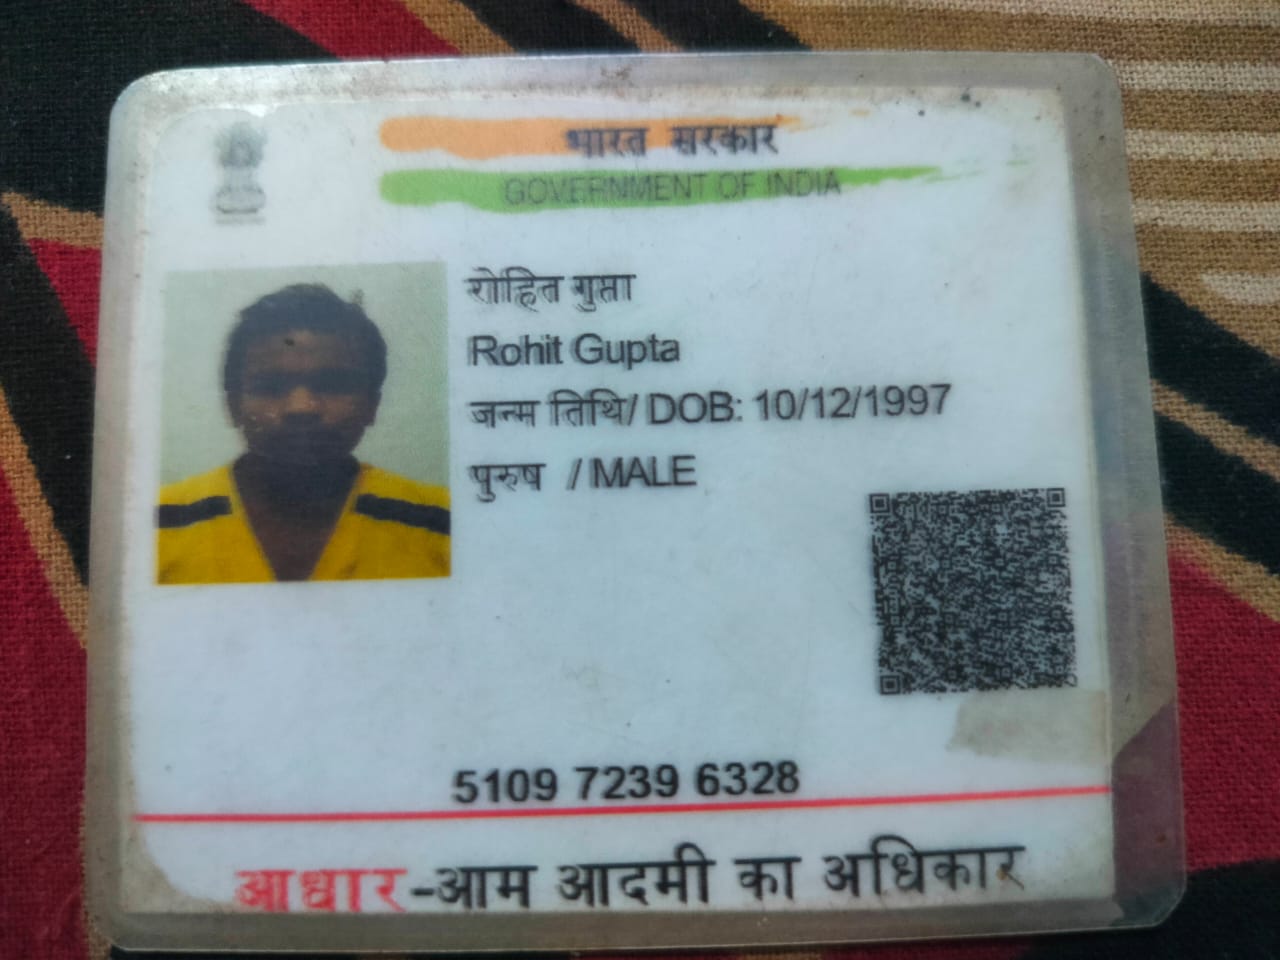 भारत सरकार
GOVERNMENT OF INDIA
रोहित गुप्ता
Rohit Gupta
जन्म तिथि/ DOB: 10/12/1997
पुरुष / MALE
5109 7239 6328
आधार-आम आदमी का अधिकार